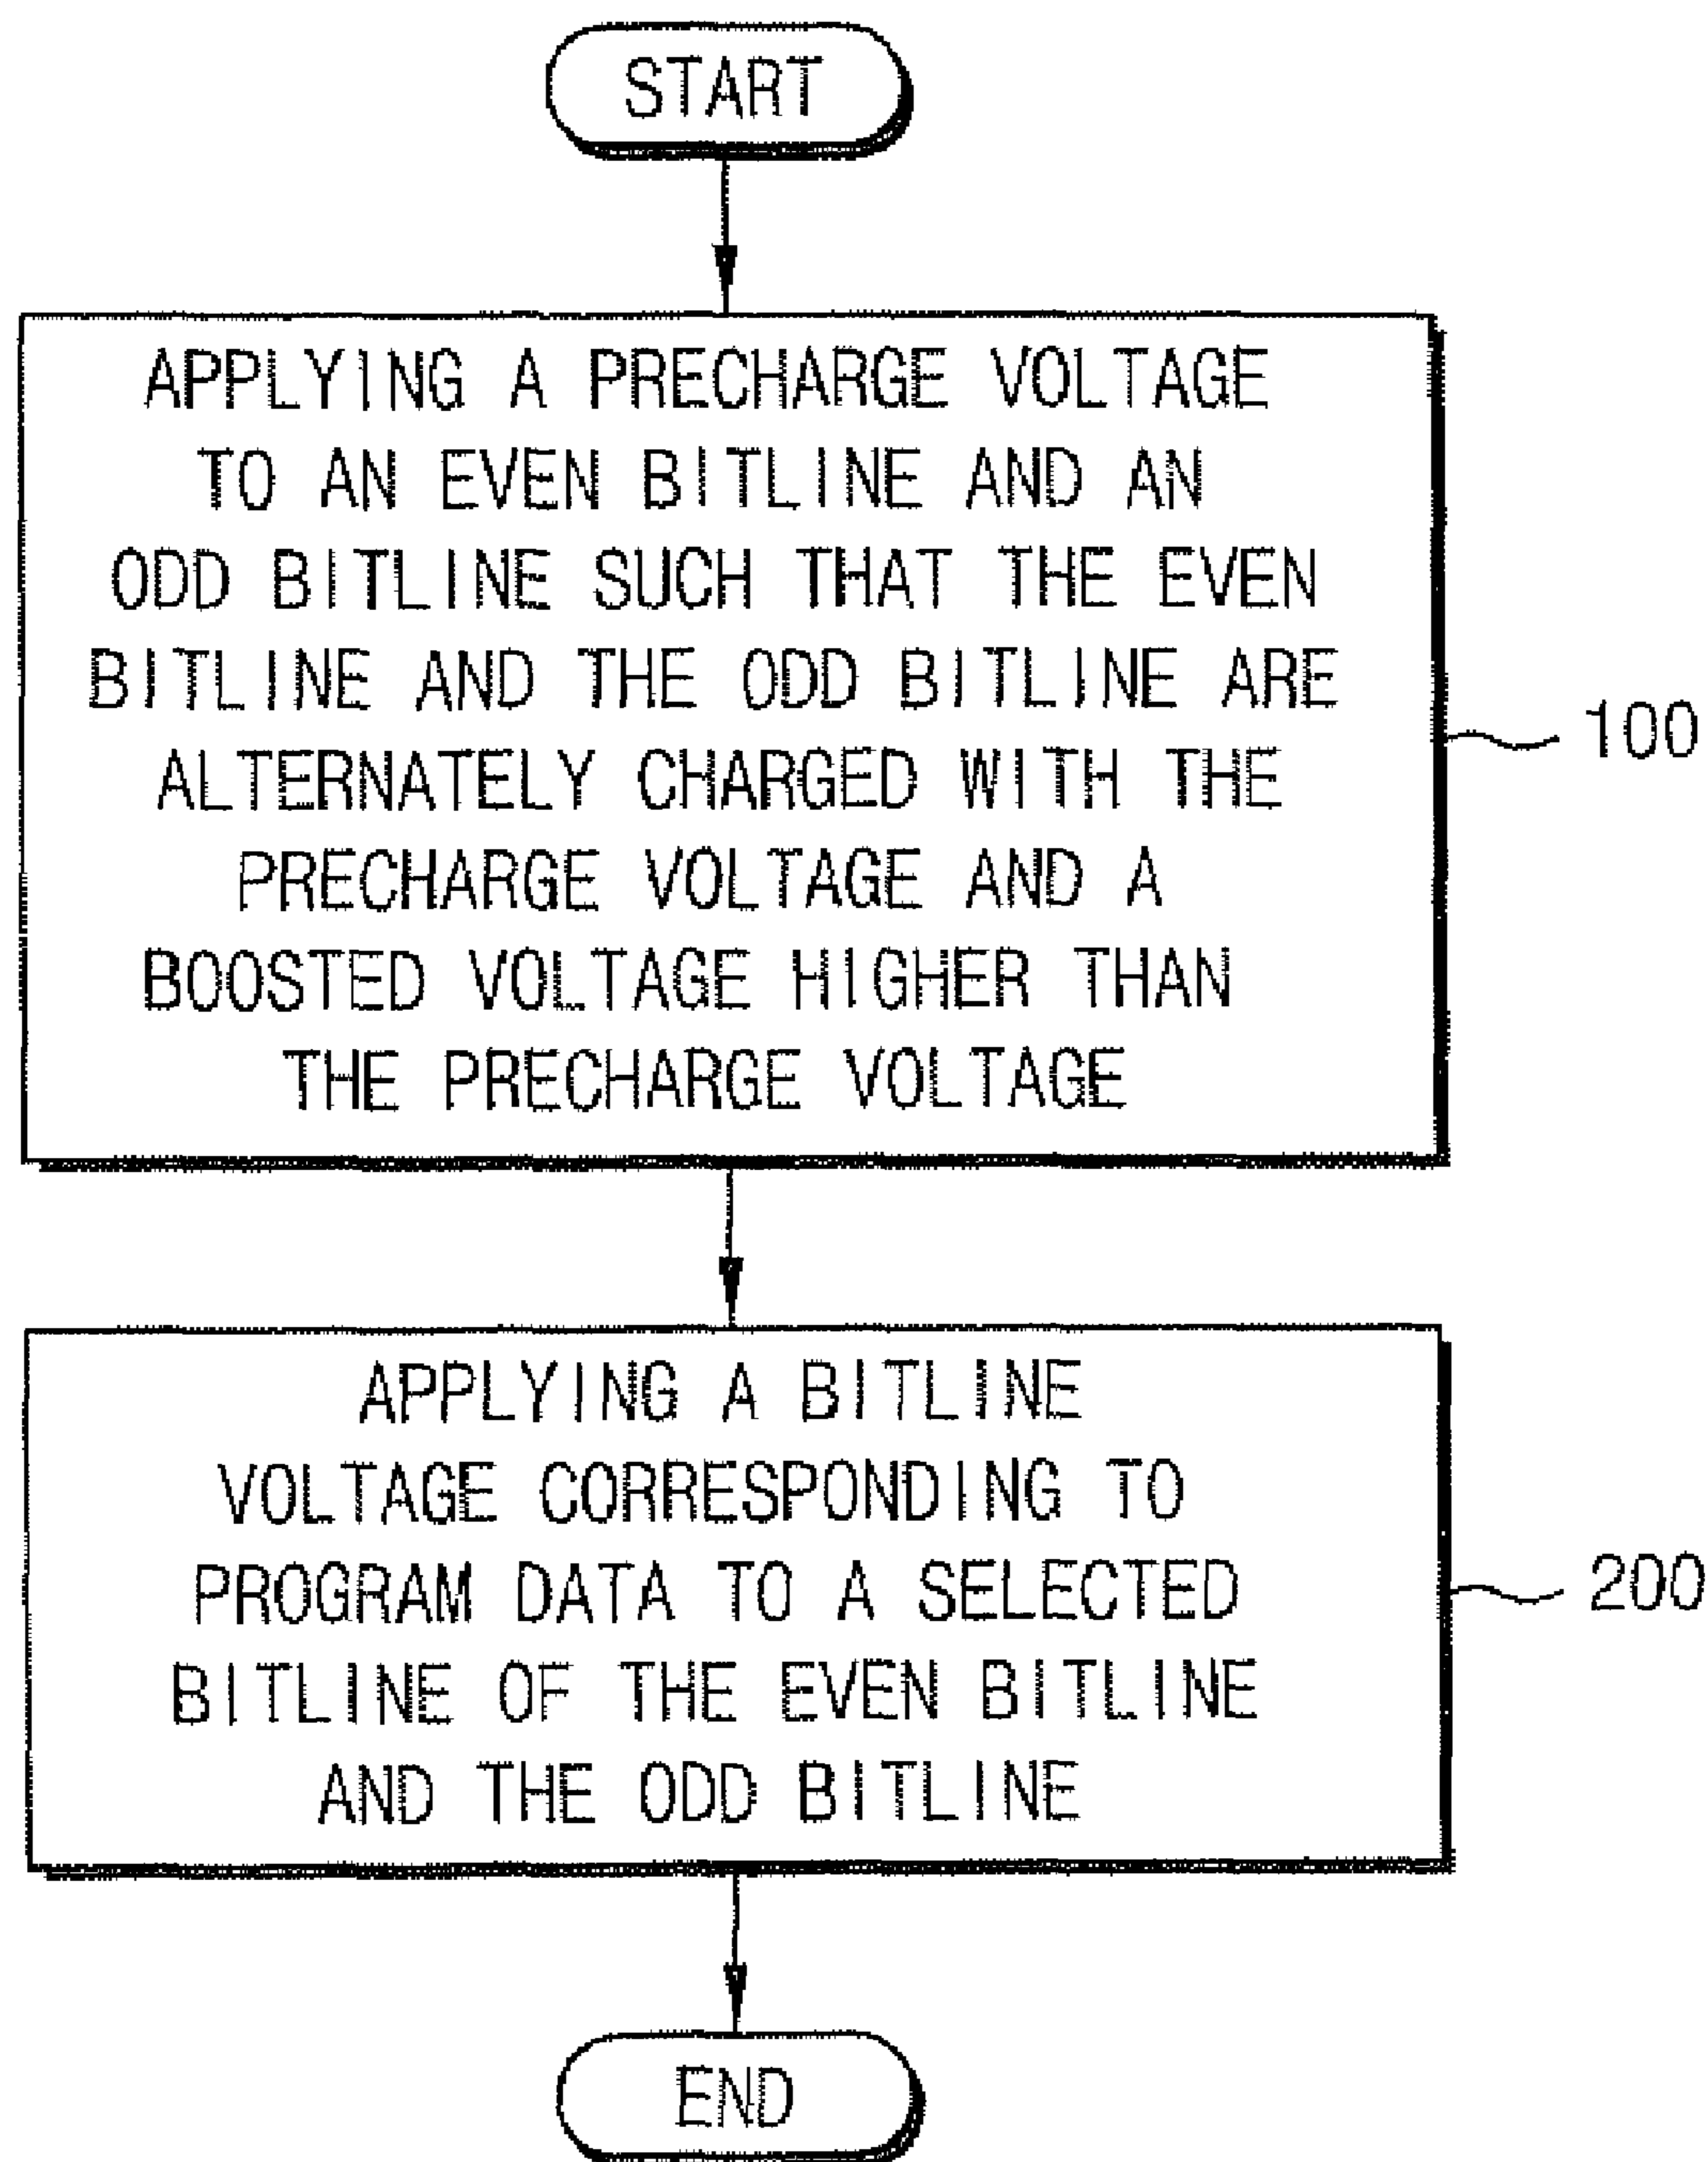 START
APPLYING A PRECHARGE VOLTAGE
TO AN EVEN BITLINE AND AN
ODD BITLINE SUCH THAT THE EVEN
BITLINE AND THE ODD BITLINE ARE
ALTERNATELY CHARGED WITH THE
PRECHARGE VOLTAGE AND A
BOOSTED VOLTAGE HIGHER THAN
THE PRECHARGE VOLTAGE
100
APPLYING A BITLINE
VOLTAGE CORRESPONDING TO
PROGRAM DATA TO A SELECTED
BITLINE OF THE EVEN BITLINE
AND THE ODD BITLINE
200
END